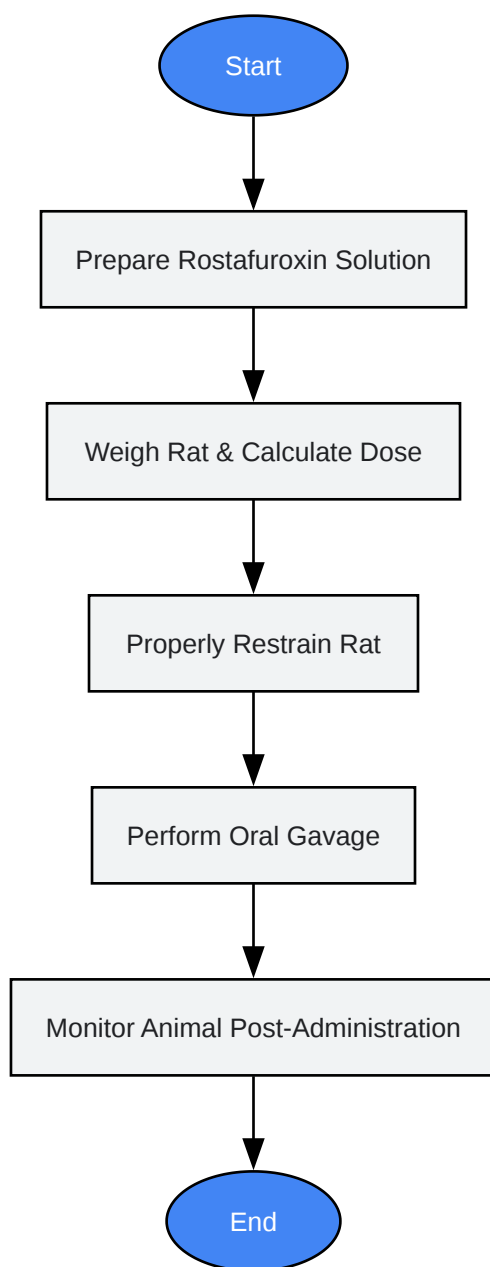 Start
Prepare Rostafuroxin Solution
Weigh Rat & Calculate Dose
Properly Restrain Rat
Perform Oral Gavage
Monitor Animal Post-Administration
End